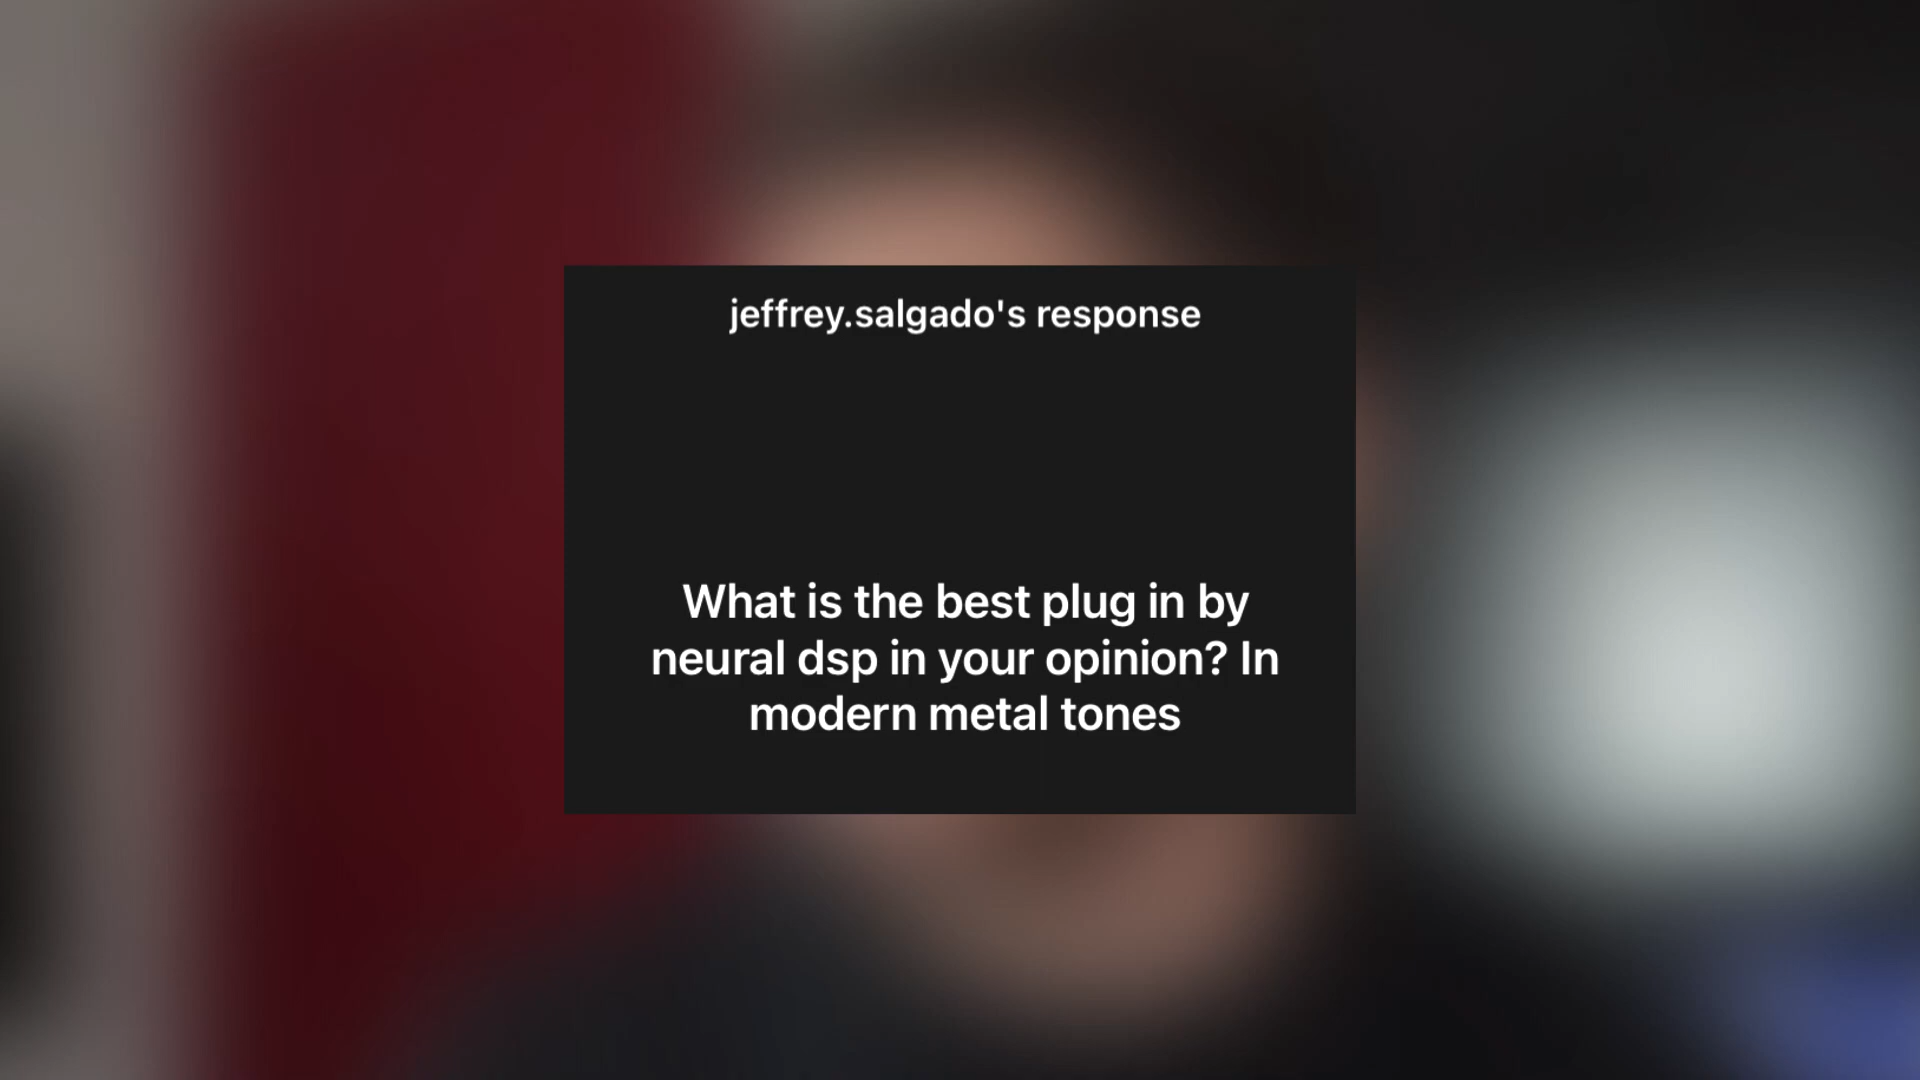 jeffrey.salgado's response
What is the best plug in by
neural dsp in your opinion? In
modern metal tones